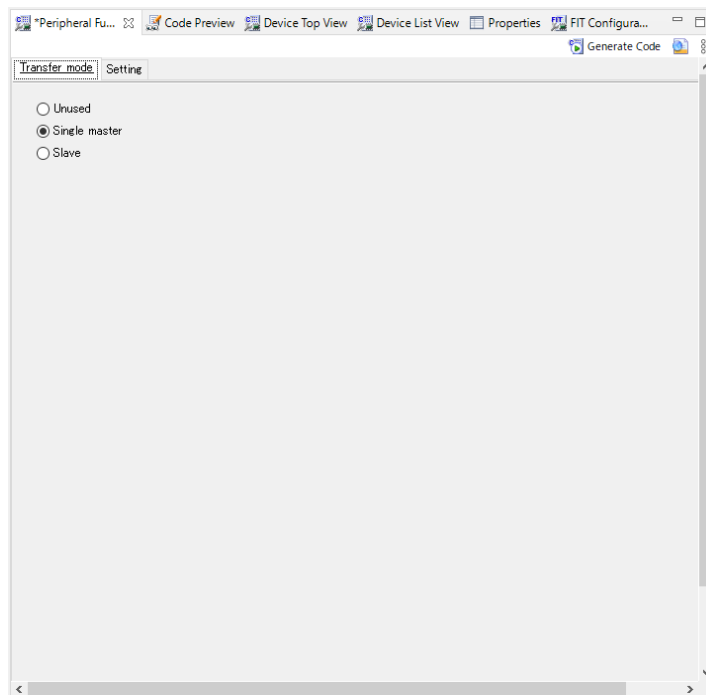 *Peripheral Fu... Code Preview Device Top View Device List View Properties FIT Configura...
Generate Code
Transfer mode Setting
Unused
Single master
Slave